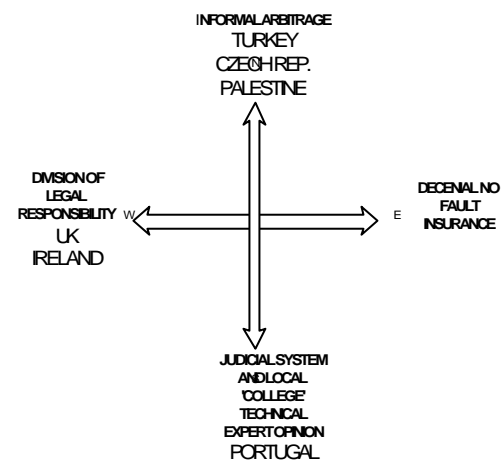 INFORMAL ARBITRAGE
TURKEY
CZECH REP.
N
PALESTINE
DIVISION OF
LEGAL
RESPONSIBILITY
W
UK
IRELAND
E
DECENIAL NO
FAULT
INSURANCE
JUDICIAL SYSTEM
AND LOCAL
'COLLEGE'
TECHNICAL
EXPERT OPINION
PORTUGAL